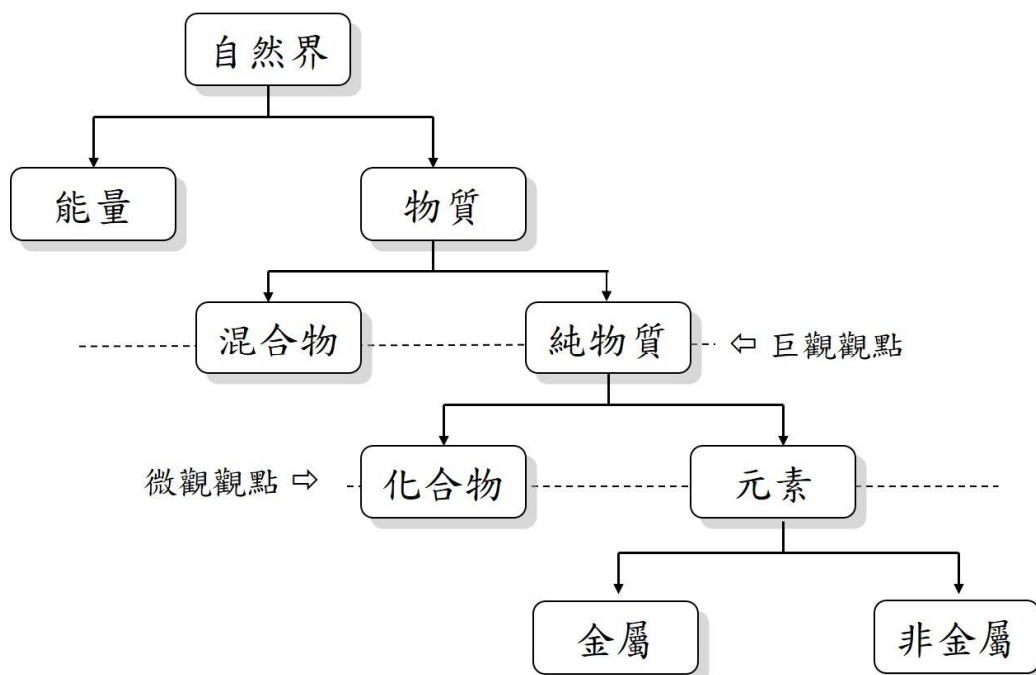 自然界
能量
物質
混合物
純物質
⇦ 巨觀觀點
微觀觀點 ⇨
化合物
元素
金屬
非金屬